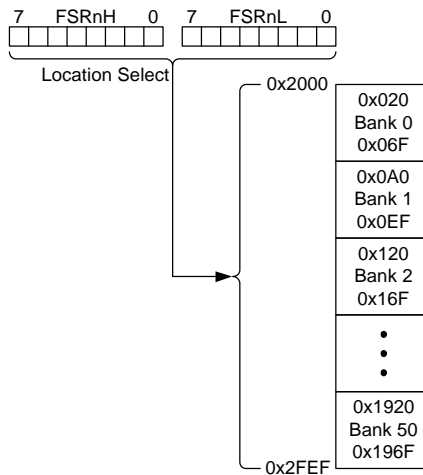 7 FSRnH 0 7 FSRnL 0
Location Select
0x2000
0x020
Bank 0
0x06F
0x0A0
Bank 1
0x0EF
0x120
Bank 2
0x16F
0x1920
Bank 50
0x196F
0x2FEF